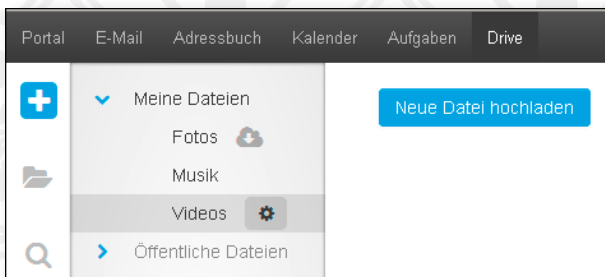 Portal E-Mail Adressbuch Kalender Aufgaben Drive
Meine Dateien
Neue Datei hochladen
Fotos
Musik
Videos
Öffentliche Dateien